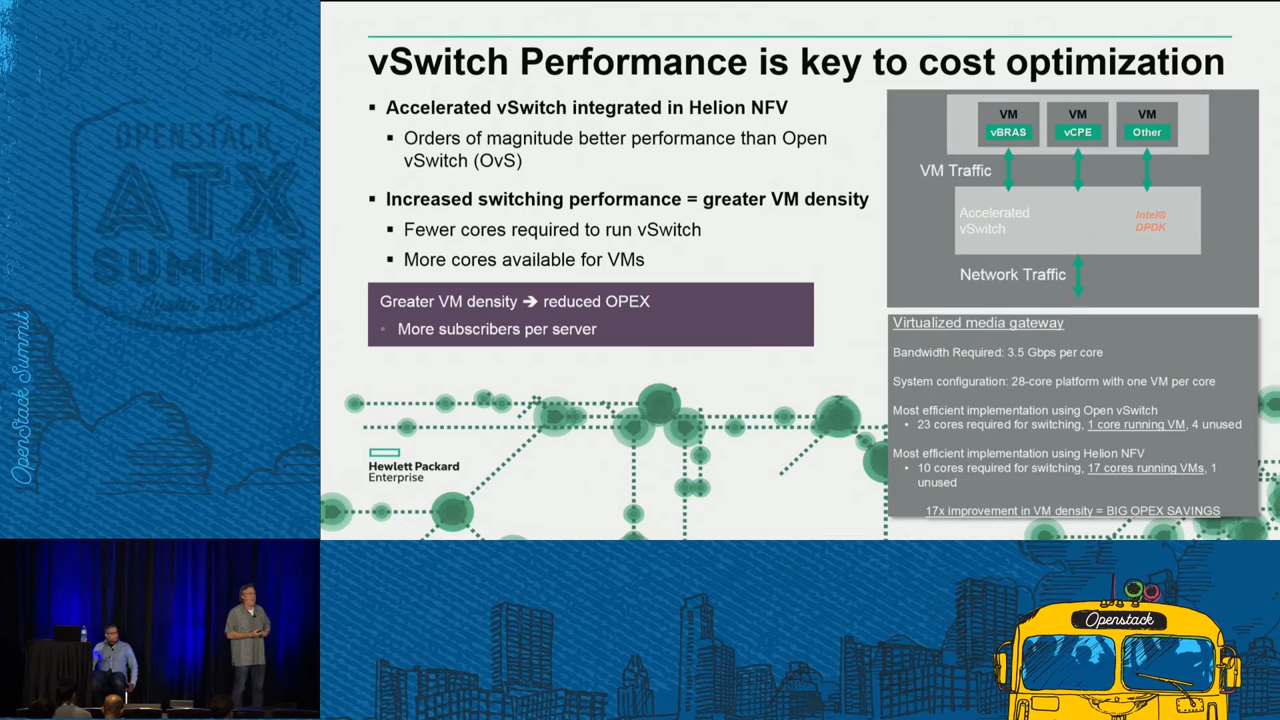 OPENSTACK
ATX
SUMMIT
Austin 2016
OpenStack Summit
vSwitch Performance is key to cost optimization
▪ Accelerated vSwitch integrated in Helion NFV
▪ Orders of magnitude better performance than Open
vSwitch (OvS)
▪ Increased switching performance = greater VM density
▪ Fewer cores required to run vSwitch
▪ More cores available for VMs
Greater VM density ➔ reduced OPEX
• More subscribers per server
Hewlett Packard
Enterprise
VM
vBRAS
VM
vCPE
VM
Other
VM Traffic
Accelerated
vSwitch
Intel®
DPDK
Network Traffic
Virtualized media gateway
Bandwidth Required: 3.5 Gbps per core
System configuration: 28-core platform with one VM per core
Most efficient implementation using Open vSwitch
• 23 cores required for switching, 1 core running VM, 4 unused
Most efficient implementation using Helion NFV
• 10 cores required for switching, 17 cores running VMs, 1
unused
17x improvement in VM density = BIG OPEX SAVINGS
Openstack